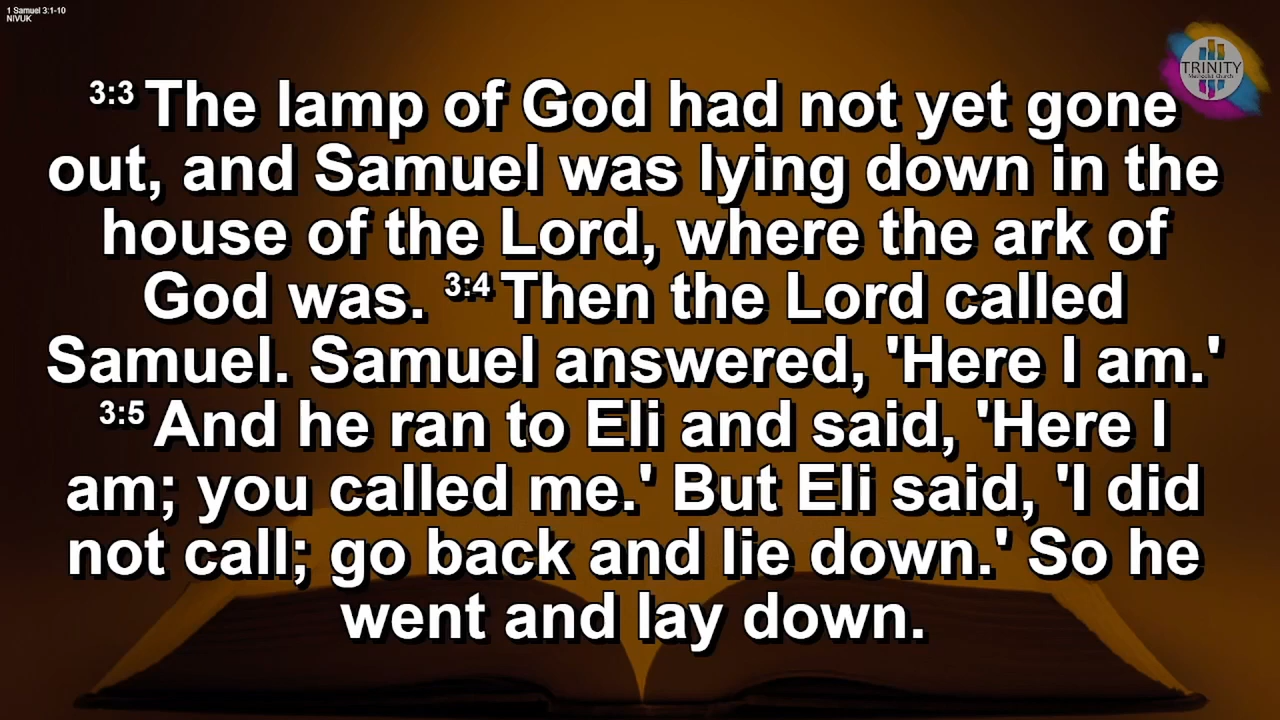 1 Samuel 3:1-10
NIVUK
TRINITY
Methodist church
3:3 The lamp of God had not yet gone
out, and Samuel was lying down in the
house of the Lord, where the ark of
God was. 3:4 Then the Lord called
Samuel. Samuel answered, 'Here I am.'
3:5 And he ran to Eli and said, 'Here I
am; you called me.' But Eli said, 'I did
not call; go back and lie down.' So he
went and lay down.